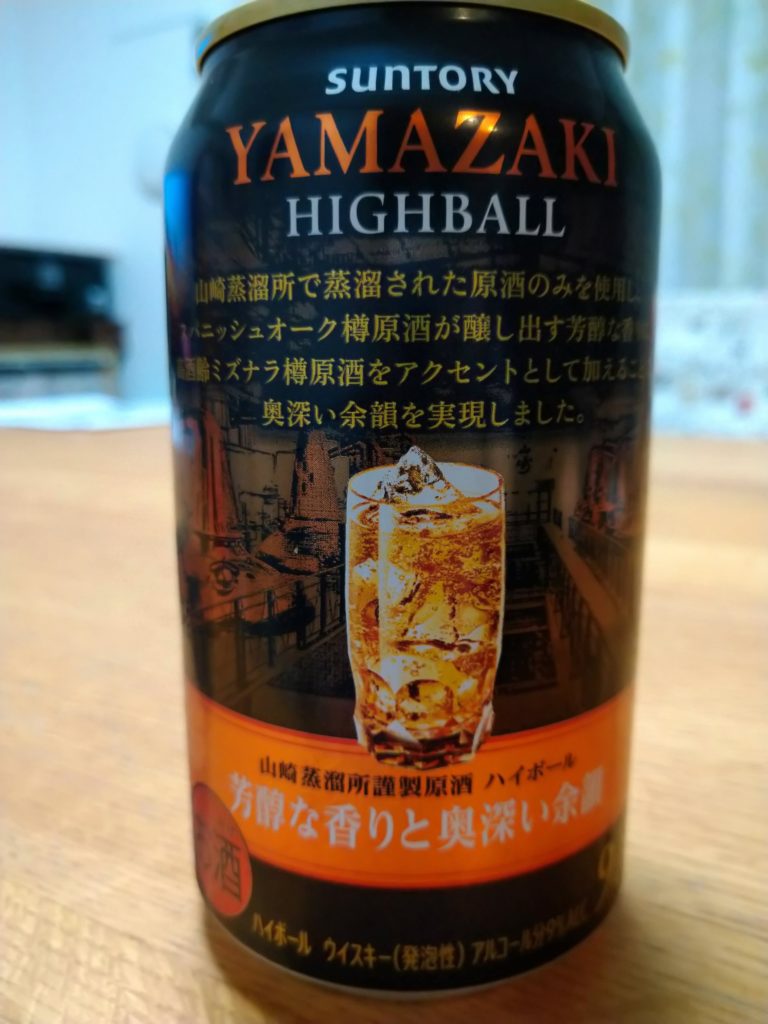 SUNTORY
YAMAZAKI
HIGHBALL
山崎蒸溜所で蒸溜された原酒のみを使用し
スパニッシュオーク樽原酒が醸し出す芳醇な香
酒齢ミズナラ樽原酒をアクセントとして加えるこ
奥深い余韻を実現しました。
山崎蒸溜所謹製原酒 ハイボール
芳醇な香りと奥深い余韻
酒
9
ハイボール ウイスキー(発泡性) アルコール分9% ALC.